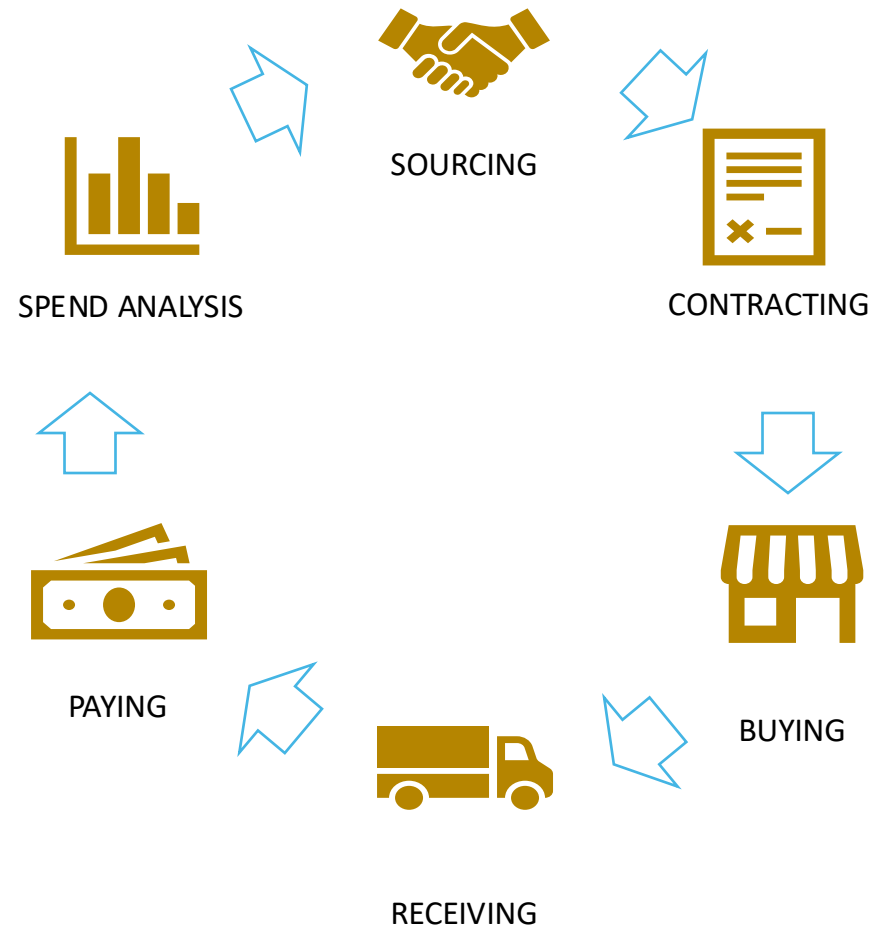 SOURCING
CONTRACTING
BUYING
RECEIVING
PAYING
SPEND ANALYSIS